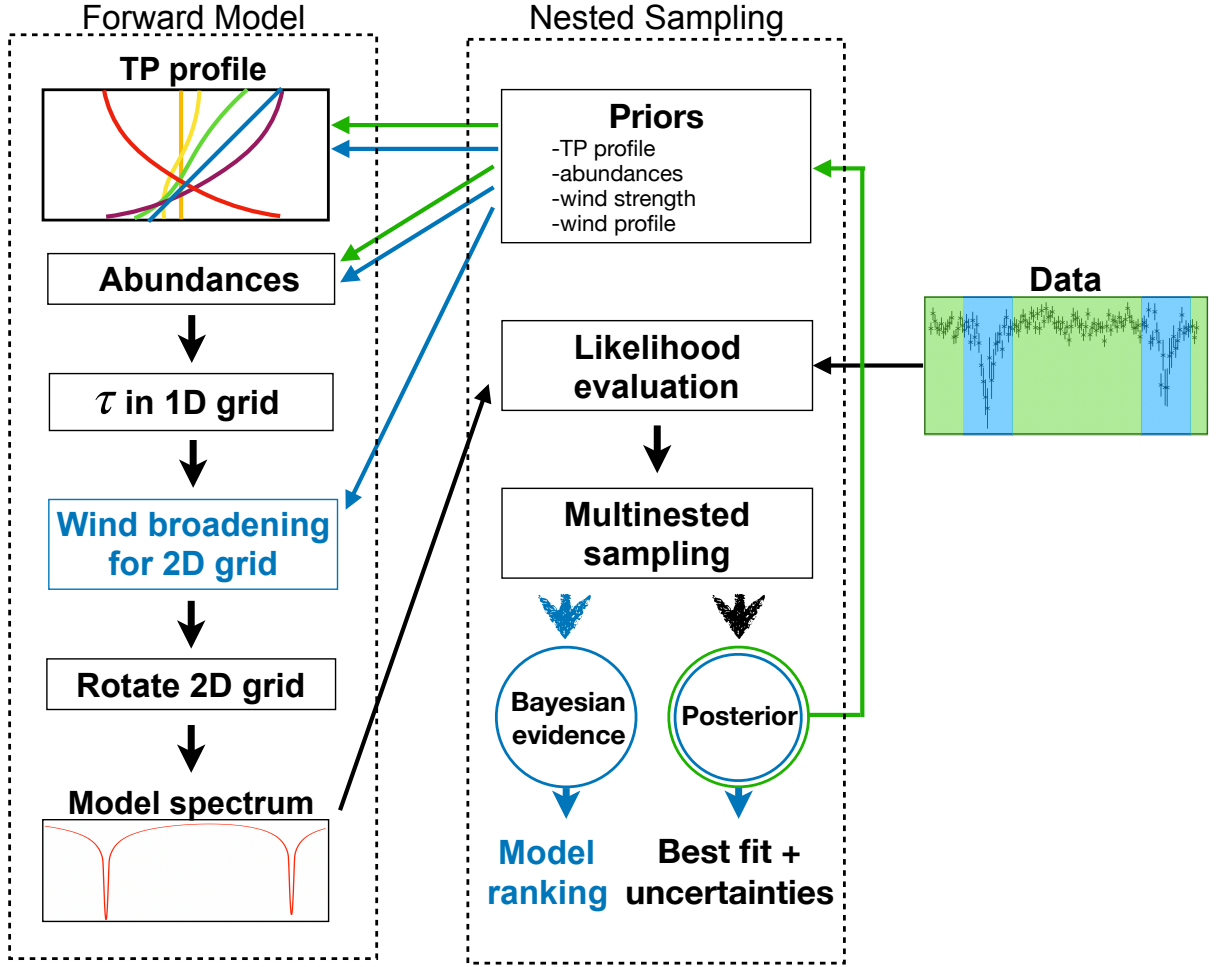 Forward Model
TP profile
Abundances
τ in 1D grid
Wind broadening
for 2D grid
Rotate 2D grid
Model spectrum
Nested Sampling
Priors
-TP profile
-abundances
-wind strength
-wind profile
Likelihood
evaluation
Multinested
sampling
Bayesian
evidence
Posterior
Model
ranking
Best fit +
uncertainties
Data